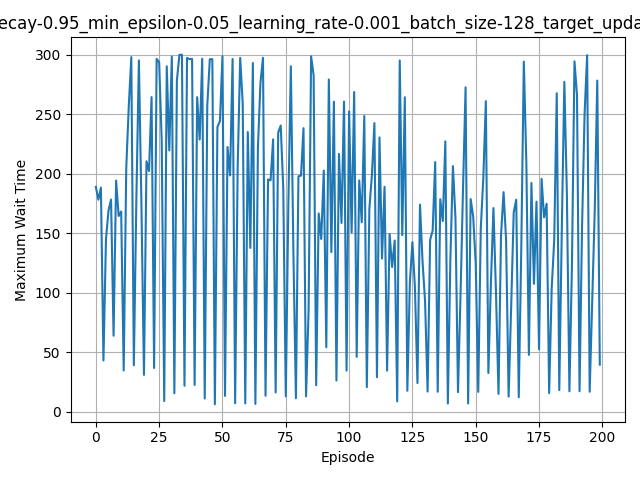 ecay-0.95_min_epsilon-0.05_learning_rate-0.001_batch_size-128_target_upda
300
250
200
150
100
50
0
Maximum Wait Time
0 25 50 75 100 125 150 175 200
Episode